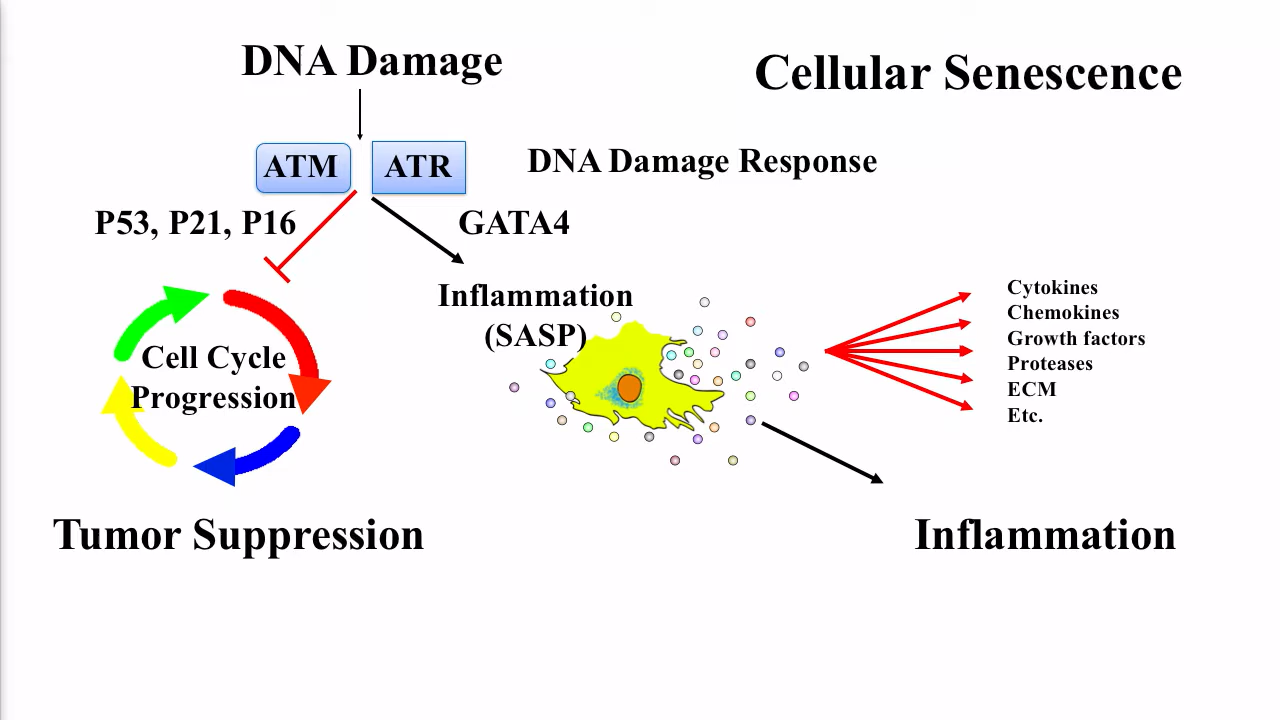 DNA Damage
Cellular Senescence
ATM
ATR
DNA Damage Response
P53, P21, P16
GATA4
Inflammation
(SASP)
Cell Cycle
Progression
Cytokines
Chemokines
Growth factors
Proteases
ECM
Etc.
Tumor Suppression
Inflammation